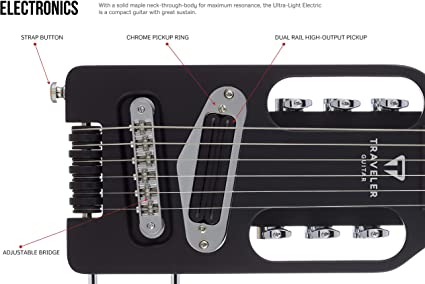 ELECTRONICS
With a solid maple neck-through-body for maximum resonance, the Ultra-Light Electric
is a compact guitar with great sustain.
STRAP BUTTON
CHROME PICKUP RING
DUAL RAIL HIGH-OUTPUT PICKUP
TRAVELER
GUITAR
ADJUSTABLE BRIDGE